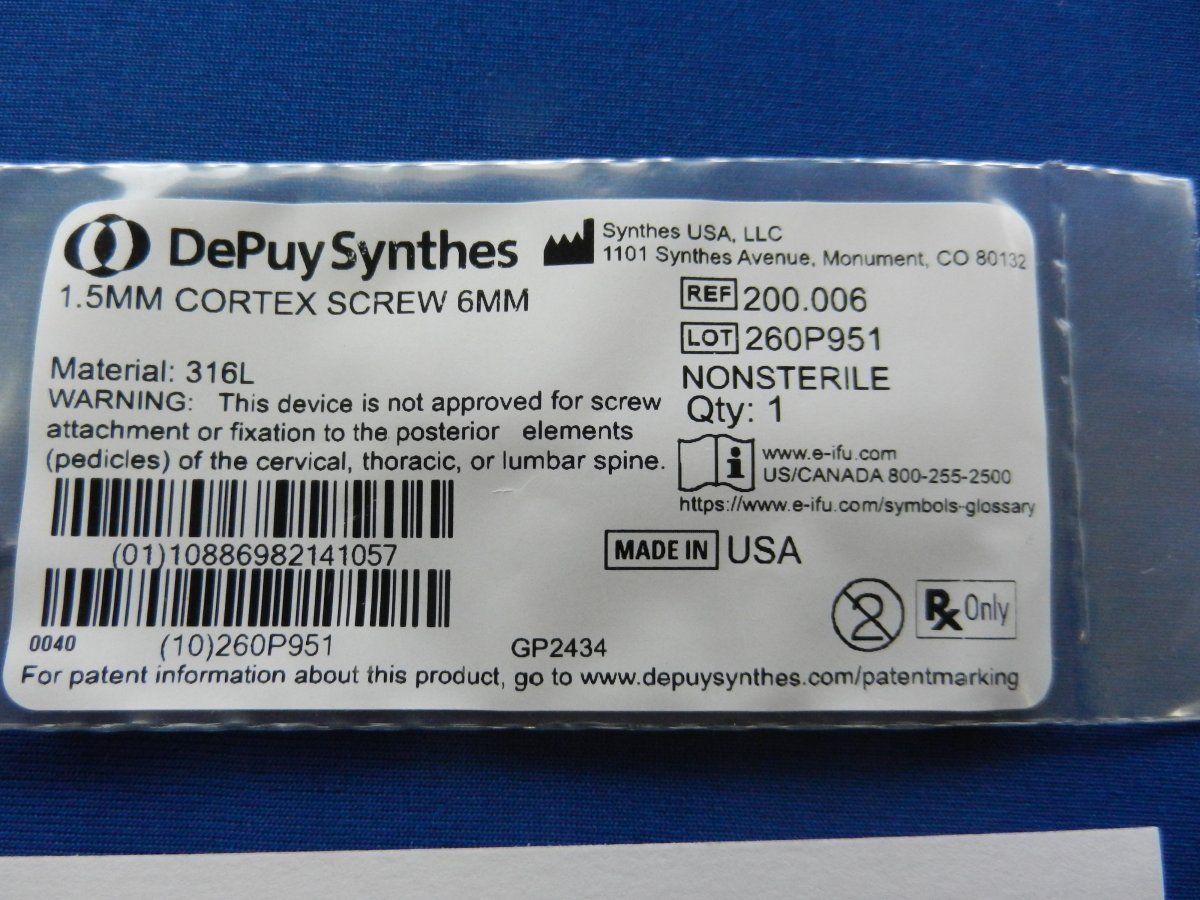 DePuy Synthes
Synthes USA, LLC
1101 Synthes Avenue, Monument, CO 80132
1.5MM CORTEX SCREW 6MM
REF 200.006
LOT 260P951
NONSTERILE
Qty: 1
Material: 316L
WARNING: This device is not approved for screw
attachment or fixation to the posterior elements
(pedicles) of the cervical, thoracic, or lumbar spine.
www.e-ifu.com
US/CANADA 800-255-2500
https://www.e-ifu.com/symbols-glossary
(01)10886982141057
MADE IN USA
2
Rx Only
0040
(10)260P951
GP2434
For patent information about this product, go to www.depuysynthes.com/patentmarking